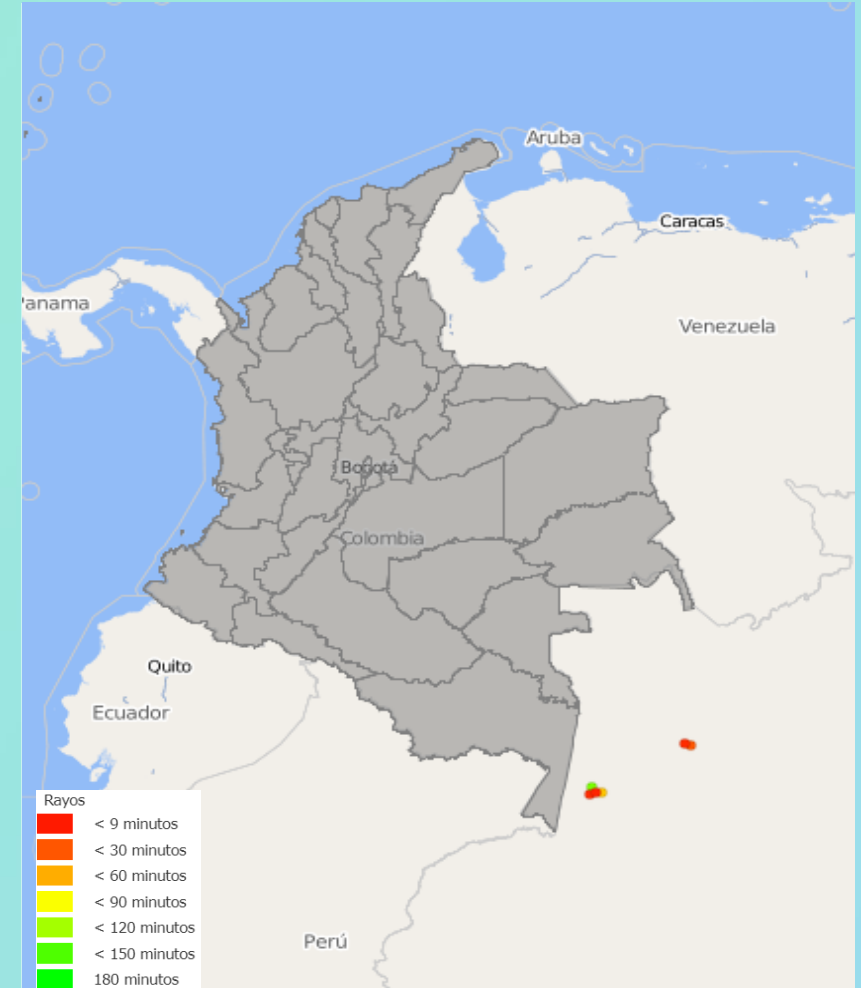 Aruba
Caracas
Panama
Venezuela
Bogotá
Colombia
Quito
Ecuador
Rayos
< 9 minutos
< 30 minutos
< 60 minutos
< 90 minutos
< 120 minutos
< 150 minutos
180 minutos
Perú